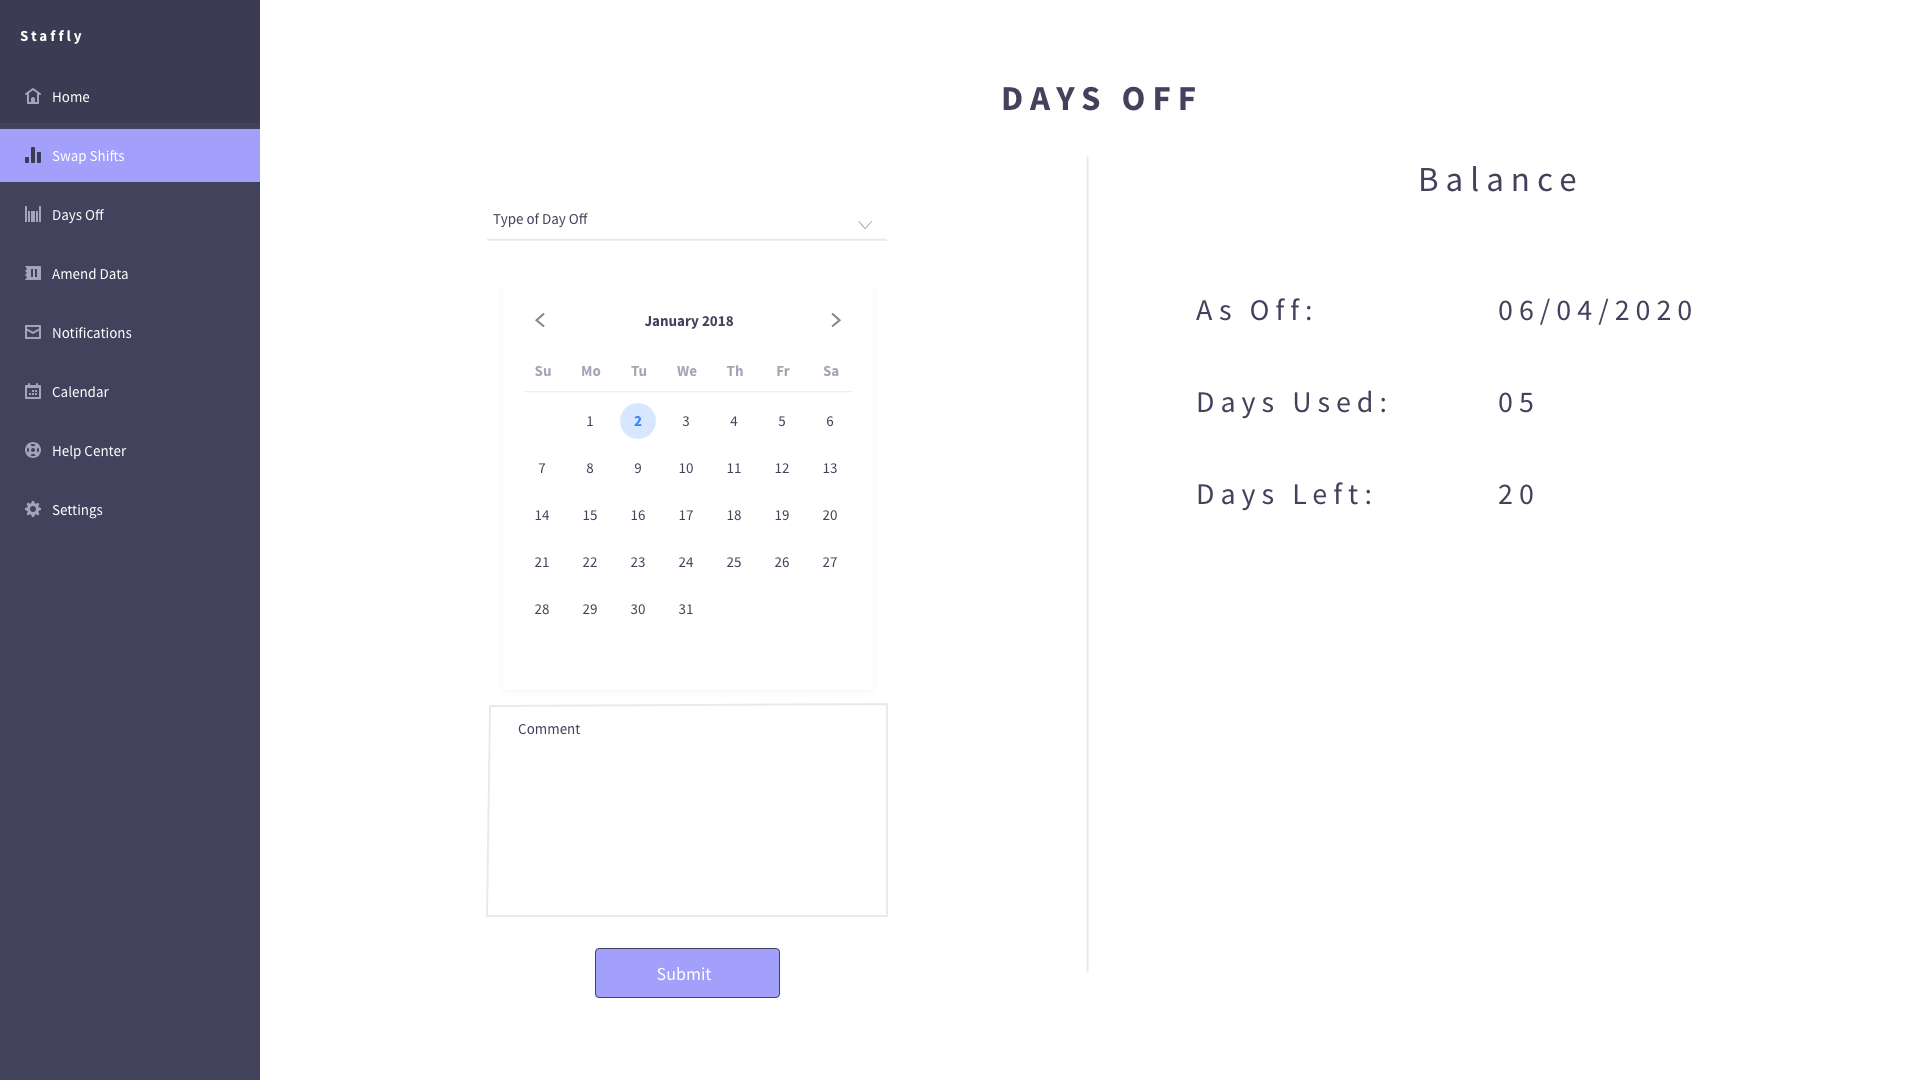 Staffly
Home
Swap Shifts
Days Off
Amend Data
Notifications
Calendar
Help Center
Settings
DAYS OFF
Type of Day Off
January 2018
Su Mo Tu We Th Fr Sa
1 2 3 4 5 6
7 8 9 10 11 12 13
14 15 16 17 18 19 20
21 22 23 24 25 26 27
28 29 30 31
Comment
Submit
Balance
As Off: 06/04/2020
Days Used: 05
Days Left: 20